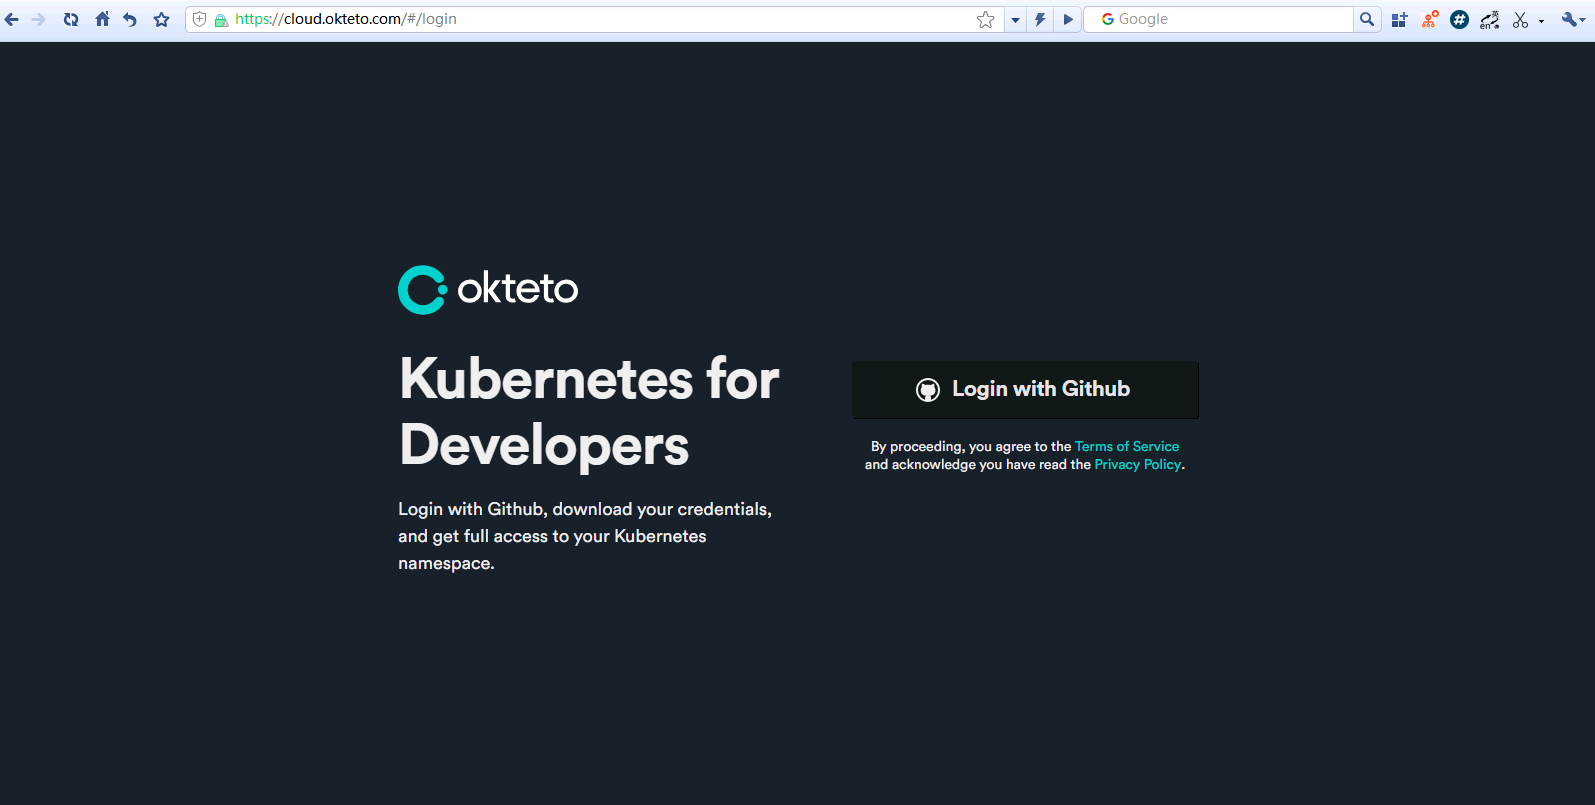 https://cloud.okteto.com/#/login
Google
en 英
okteto
Kubernetes for
Developers
Login with Github, download your credentials,
and get full access to your Kubernetes
namespace.
Login with Github
By proceeding, you agree to the Terms of Service
and acknowledge you have read the Privacy Policy.